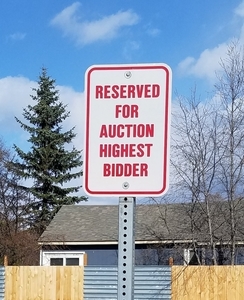 RESERVED
FOR
AUCTION
HIGHEST
BIDDER